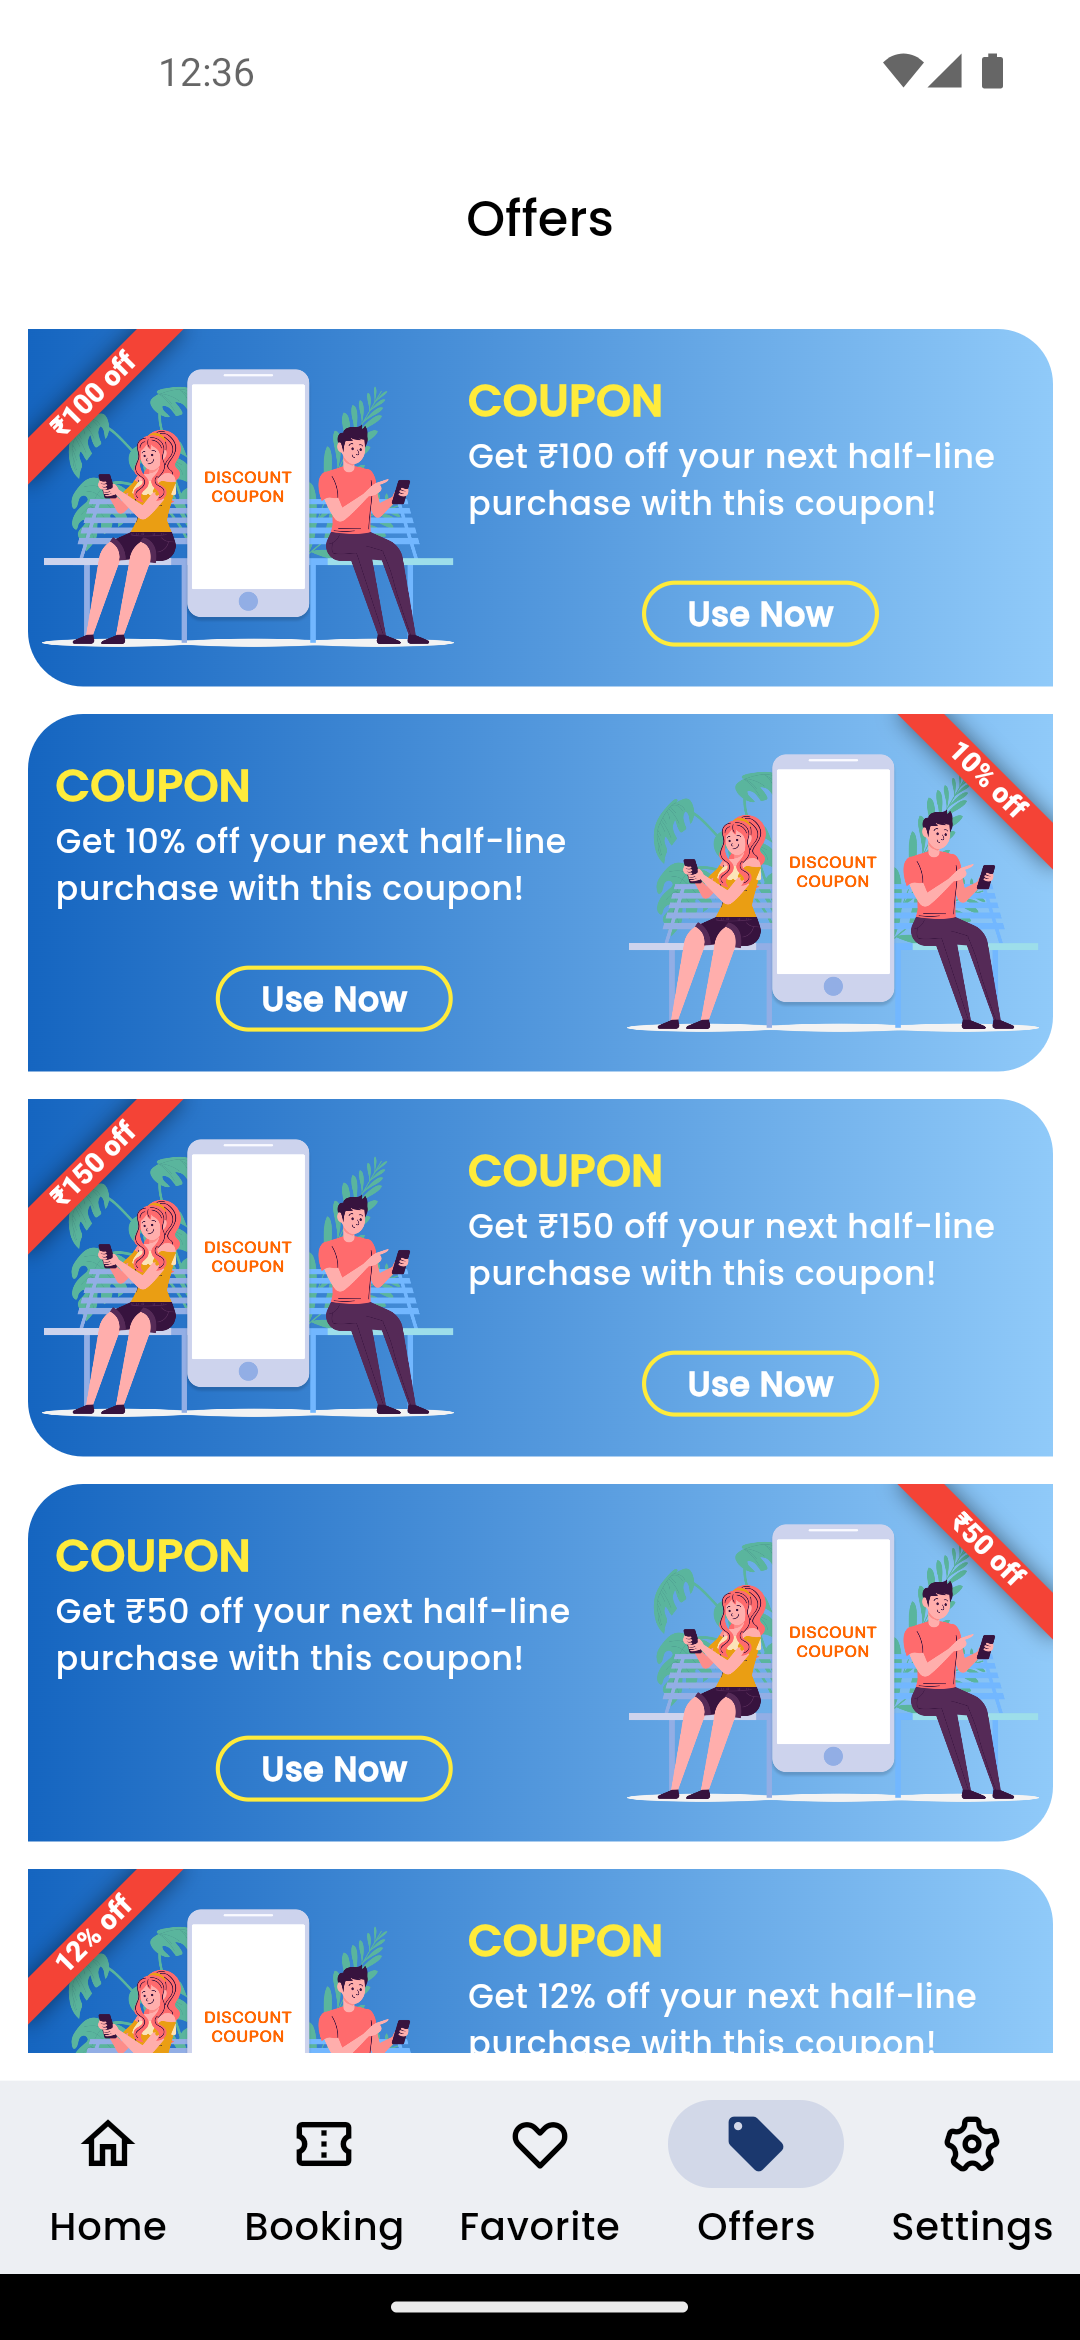 12:36
Offers
₹100 off
DISCOUNT
COUPON
COUPON
Get ₹100 off your next half-line
purchase with this coupon!
Use Now
COUPON
Get 10% off your next half-line
purchase with this coupon!
Use Now
DISCOUNT
COUPON
10% off
₹150 off
DISCOUNT
COUPON
COUPON
Get ₹150 off your next half-line
purchase with this coupon!
Use Now
COUPON
Get ₹50 off your next half-line
purchase with this coupon!
Use Now
DISCOUNT
COUPON
₹50 off
12% off
DISCOUNT
COUPON
COUPON
Get 12% off your next half-line
purchase with this coupon!
Home
Booking
Favorite
Offers
Settings